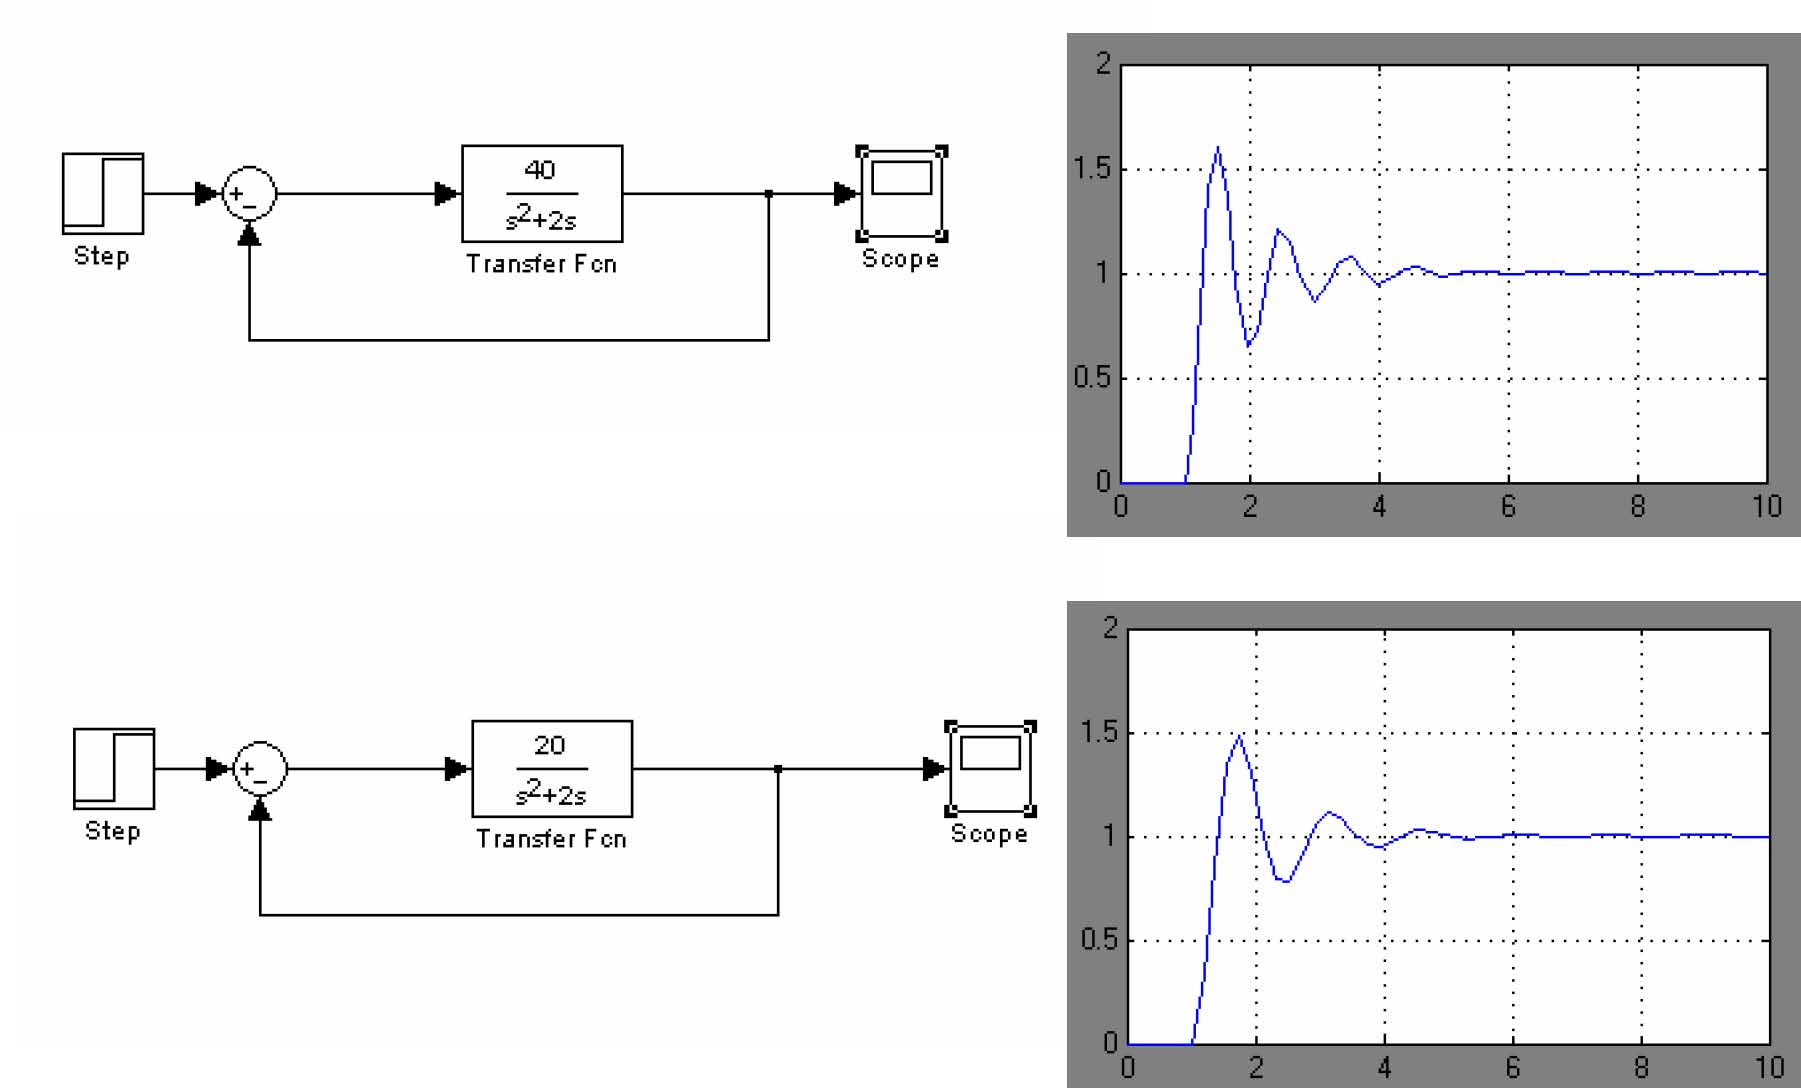 40
s²+2s
+
−
Step
Transfer Fcn
Scope
2
1.5
1
0.5
0
0 2 4 6 8 10
20
s²+2s
+
−
Step
Transfer Fcn
Scope
2
1.5
1
0.5
0
0 2 4 6 8 10